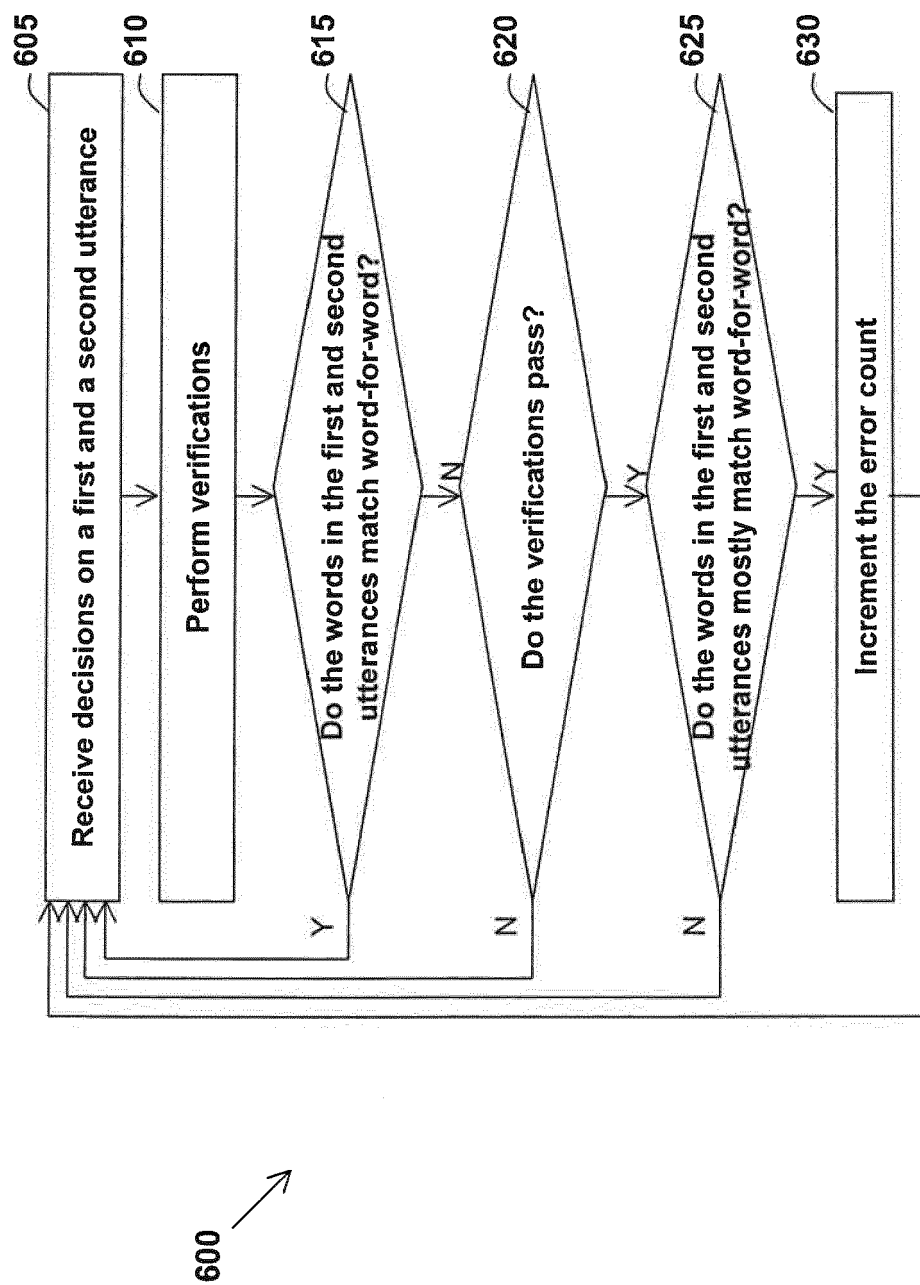 600
605
Receive decisions on a first and a second utterance
610
Perform verifications
615
Do the words in the first and second
utterances match word-for-word?
Y
N
620
Do the verifications pass?
N
Y
625
Do the words in the first and second
utterances mostly match word-for-word?
N
Y
630
Increment the error count